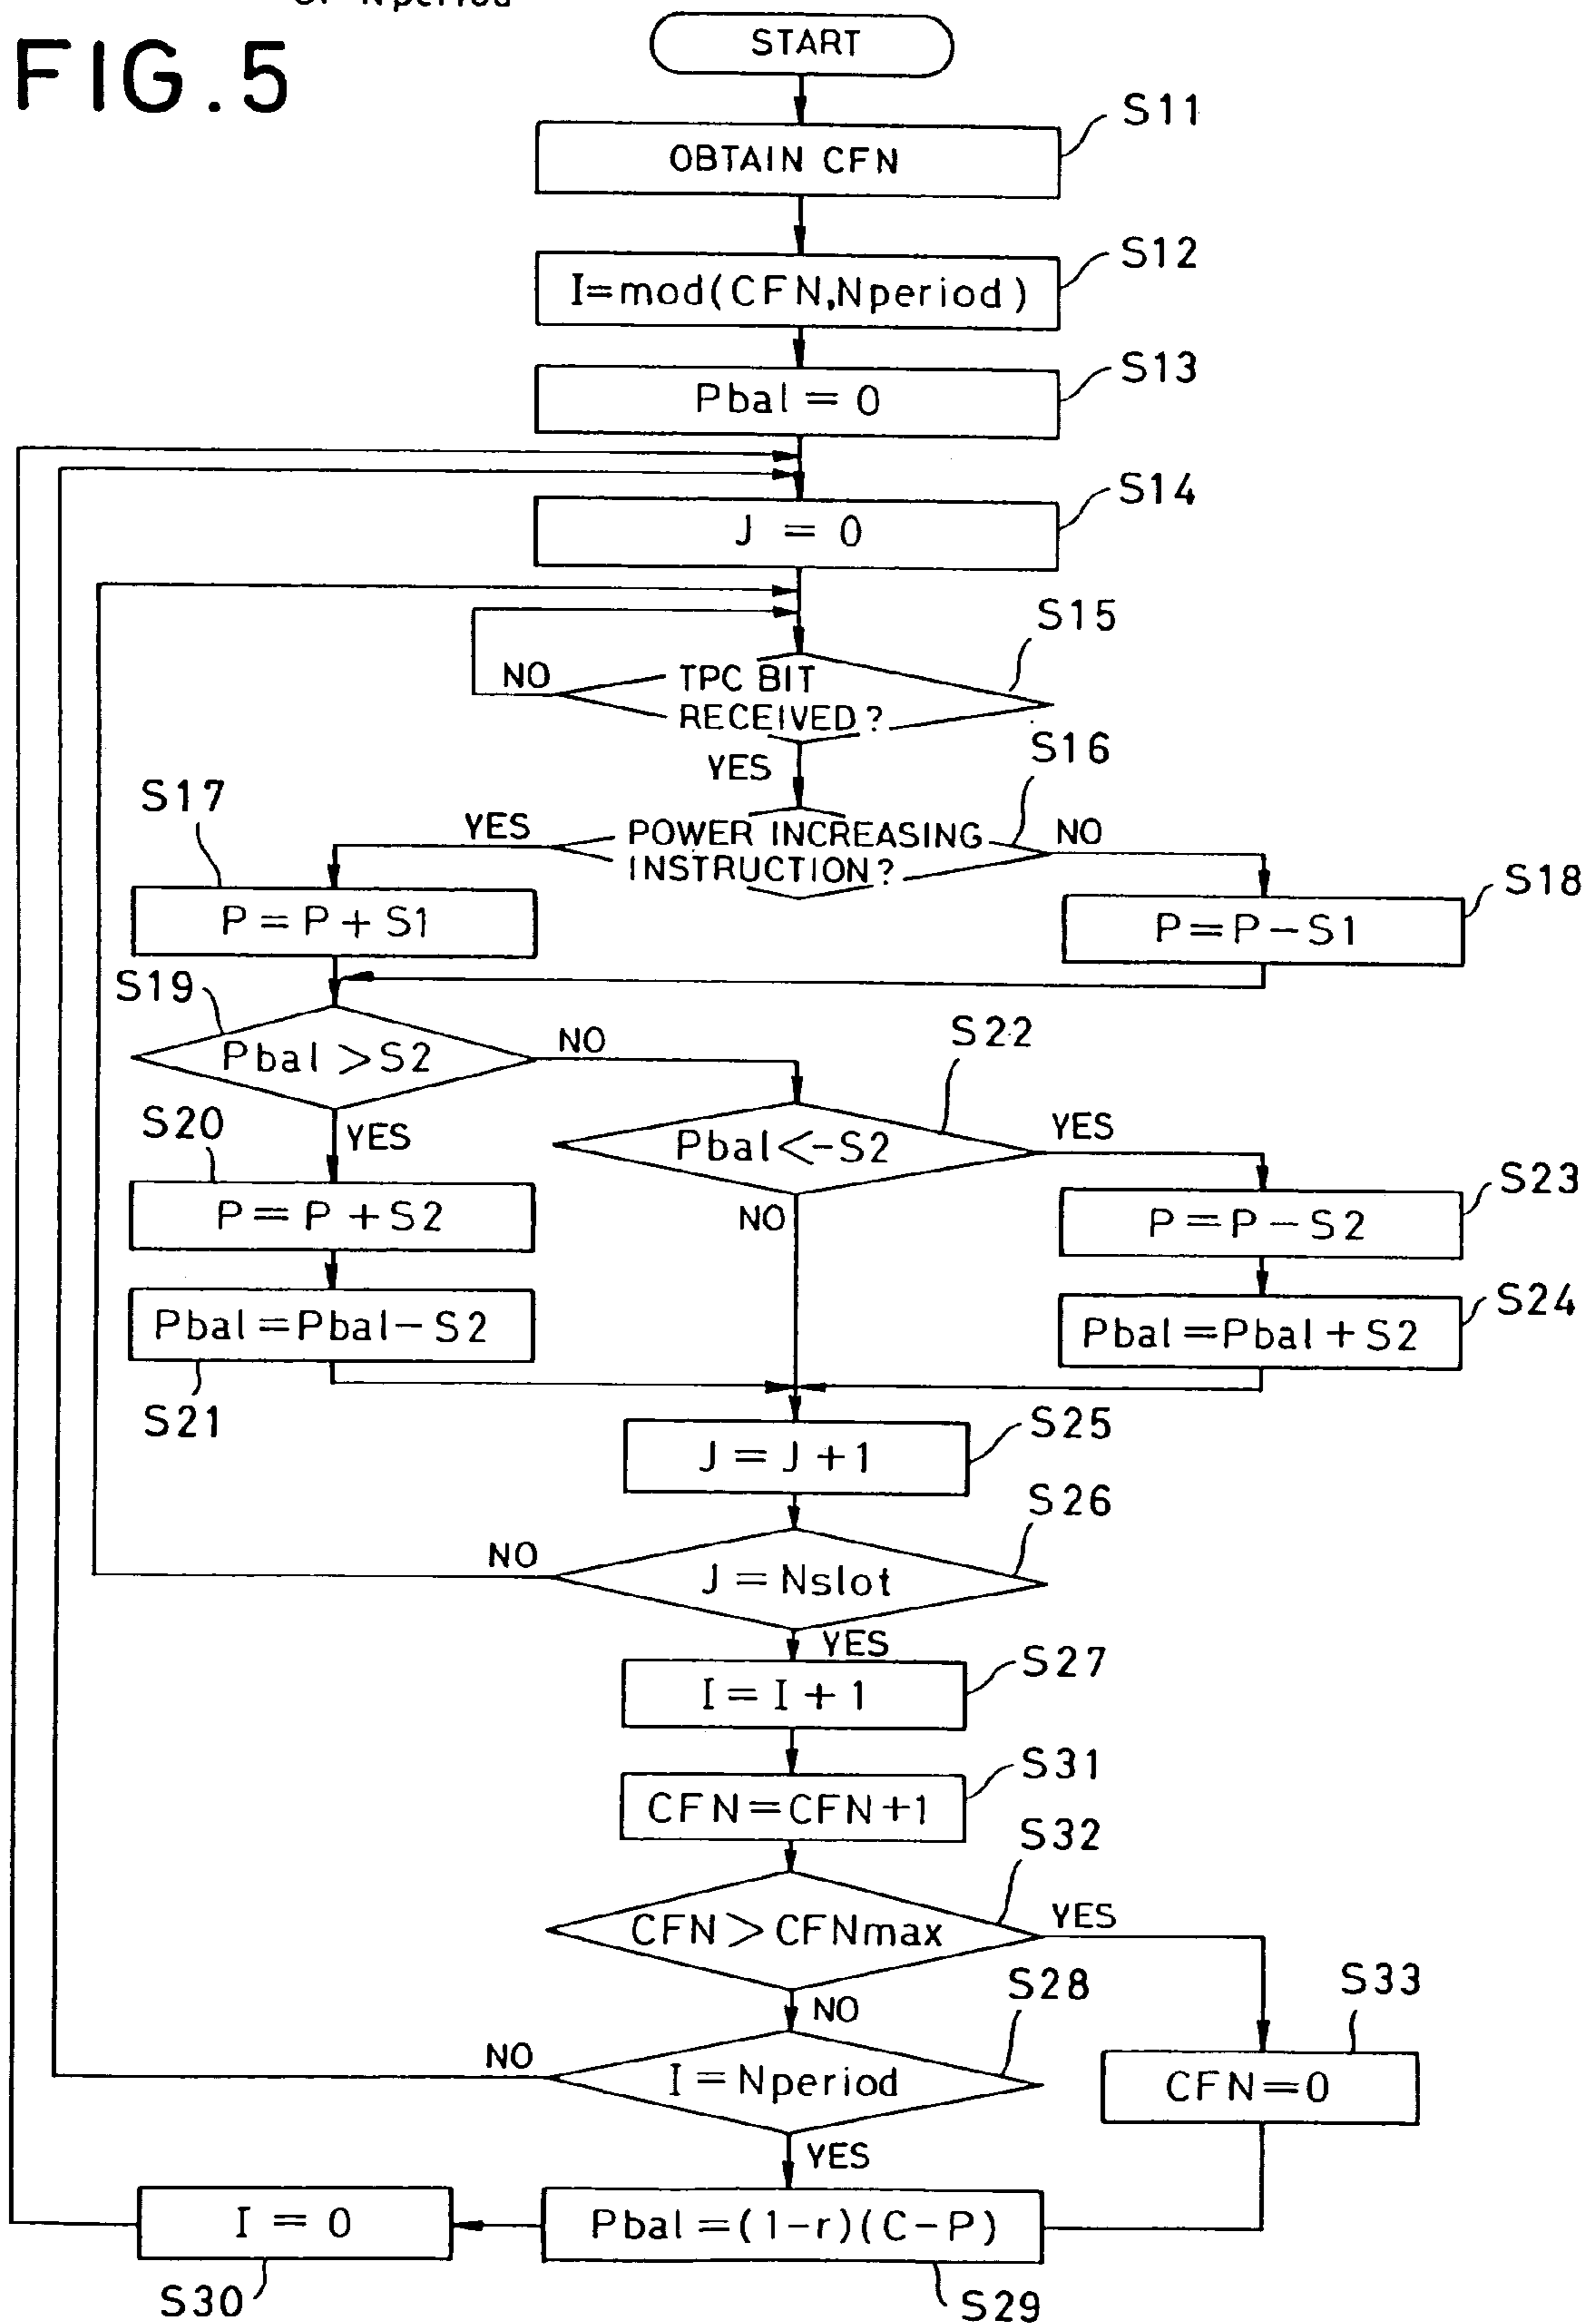 FIG.5
START
S11
OBTAIN CFN
S12
I=mod(CFN,Nperiod)
S13
Pbal = 0
S14
J = 0
S15
NO
TPC BIT
RECEIVED?
YES
S16
S17
YES
POWER INCREASING
INSTRUCTION?
NO
S18
P = P + S1
P = P - S1
S19
Pbal > S2
NO
S22
S20
YES
Pbal < -S2
YES
S23
P = P + S2
NO
P = P - S2
S24
Pbal = Pbal - S2
Pbal = Pbal + S2
S21
S25
J = J + 1
S26
NO
J = Nslot
YES
S27
I = I + 1
S31
CFN = CFN + 1
S32
CFN > CFNmax
YES
S28
S33
NO
NO
I = Nperiod
CFN = 0
YES
I = 0
Pbal = (1-r)(C-P)
S30
S29